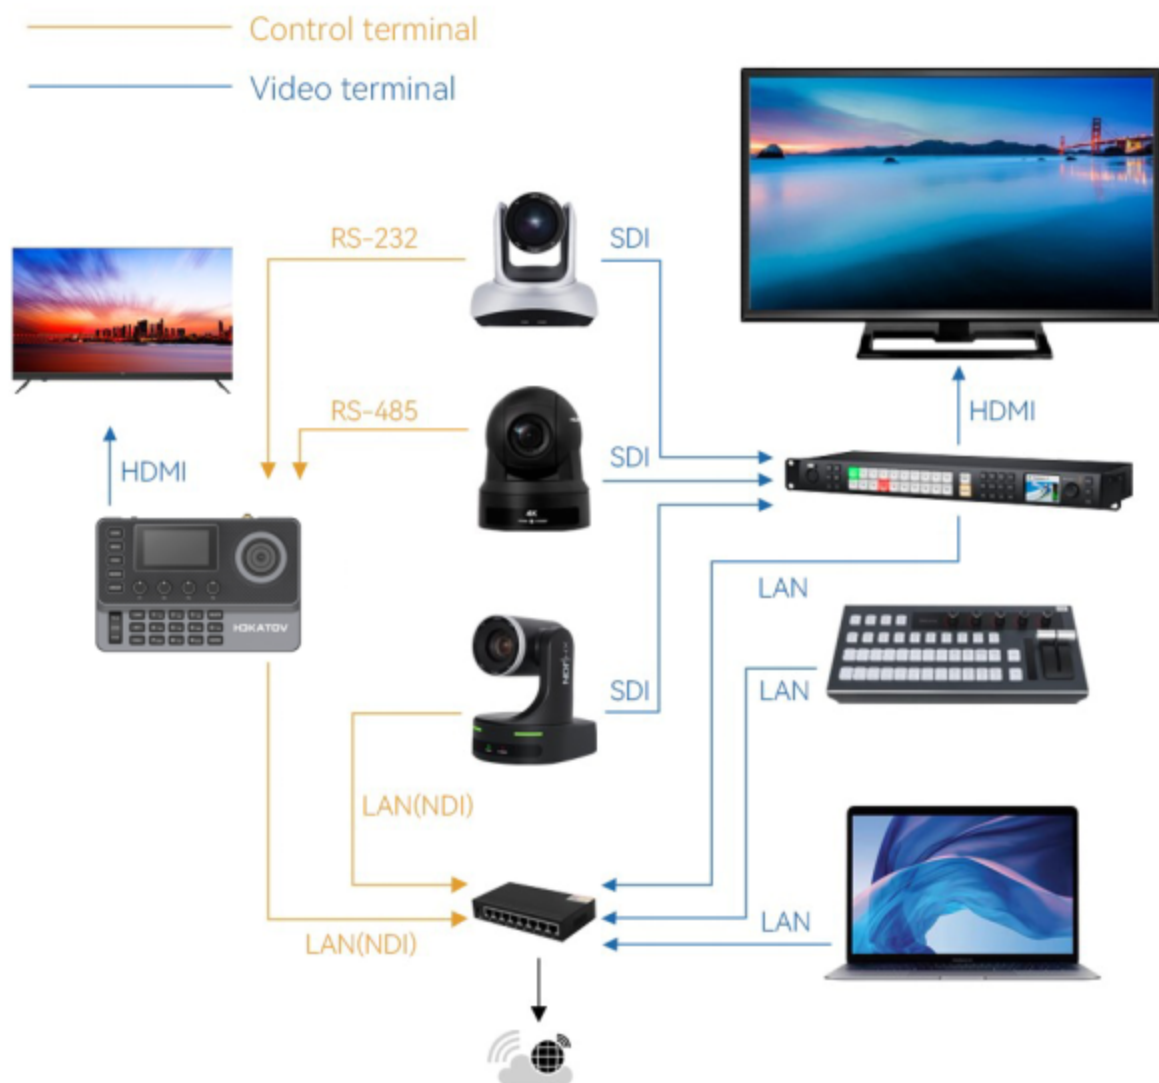 Control terminal
Video terminal
RS-232
SDI
RS-485
SDI
HDMI
HDMI
4K
HOKATOV
LAN
LAN
SDI
NDI
LAN(NDI)
LAN
LAN(NDI)